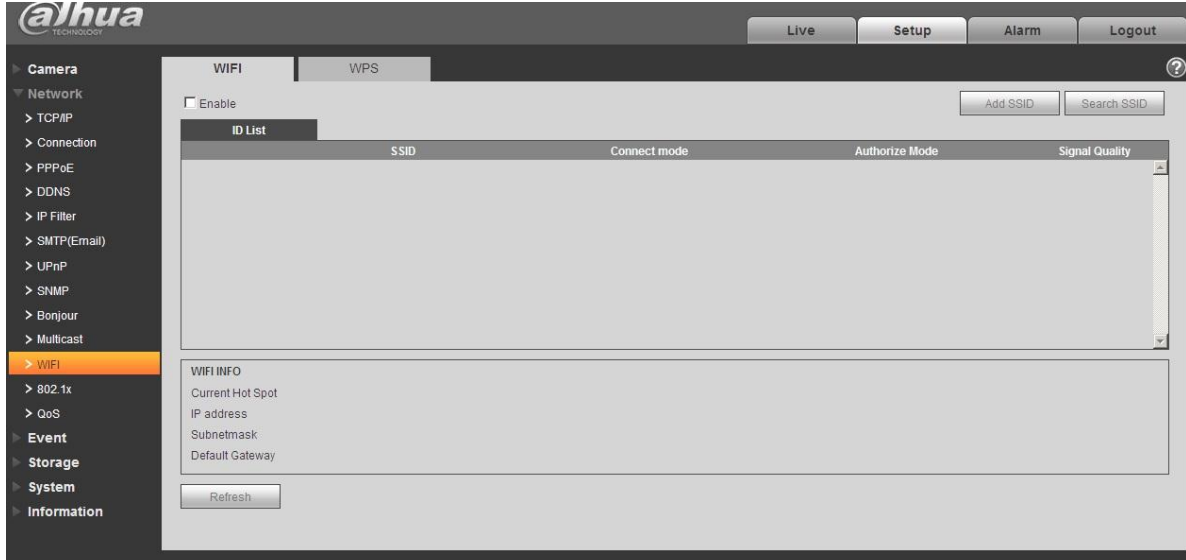 alhua
TECHNOLOGY
Live Setup Alarm Logout
Camera
Network
TCP/IP
Connection
PPPoE
DDNS
IP Filter
SMTP(Email)
UPnP
SNMP
Bonjour
Multicast
WIFI
802.1x
QoS
Event
Storage
System
Information
WIFI WPS
?
Enable Add SSID Search SSID
ID List
SSID Connect mode Authorize Mode Signal Quality
WIFI INFO
Current Hot Spot
IP address
Subnetmask
Default Gateway
Refresh